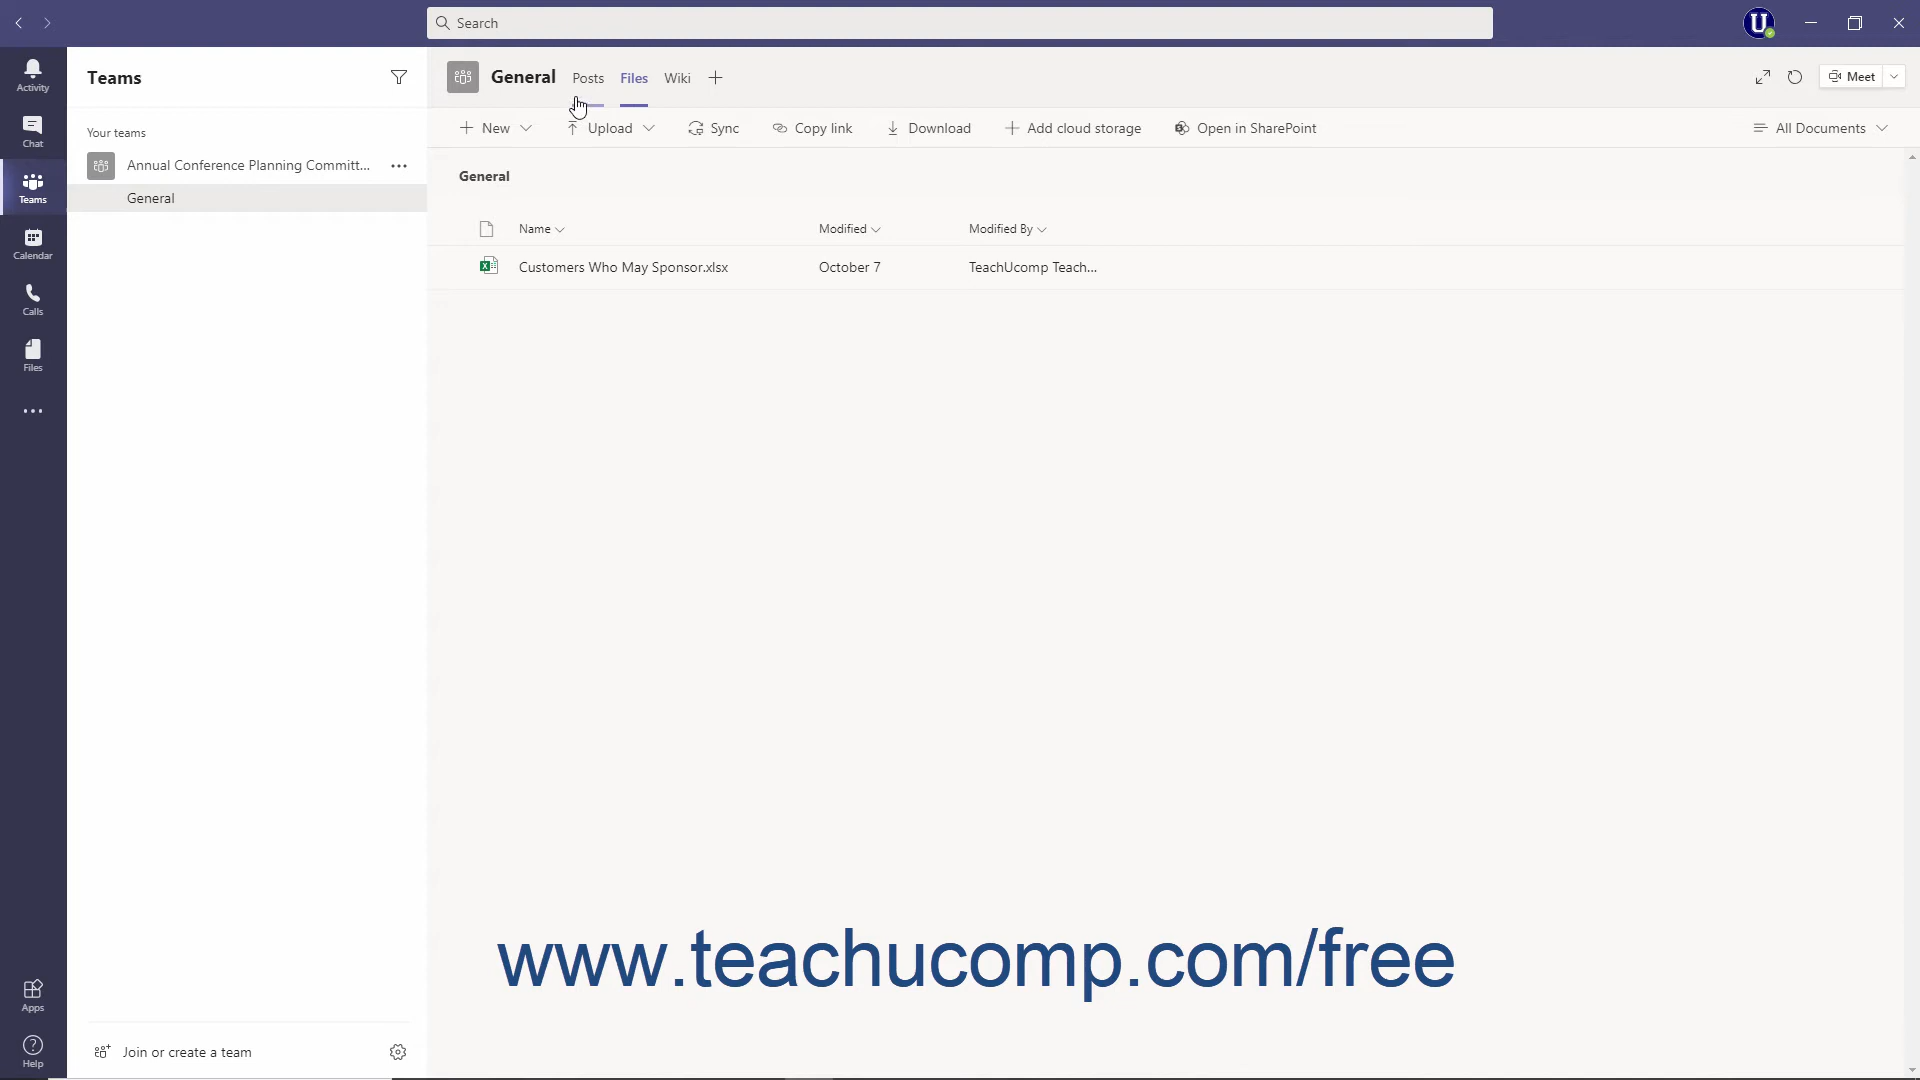 Search
U
Activity
Chat
Teams
Calendar
Calls
Files
Apps
Help
Teams
Your teams
Annual Conference Planning Committ...
General
Join or create a team
General Posts Files Wiki
Meet
New Upload Sync Copy link Download Add cloud storage Open in SharePoint All Documents
General
Name Modified Modified By
Customers Who May Sponsor.xlsx October 7 TeachUcomp Teach...
www.teachucomp.com/free